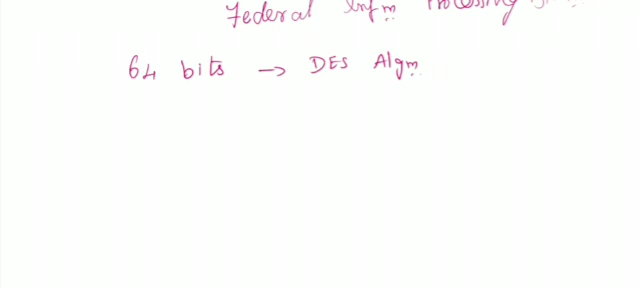 Federal Infm Processing
64 bits → DES Algm